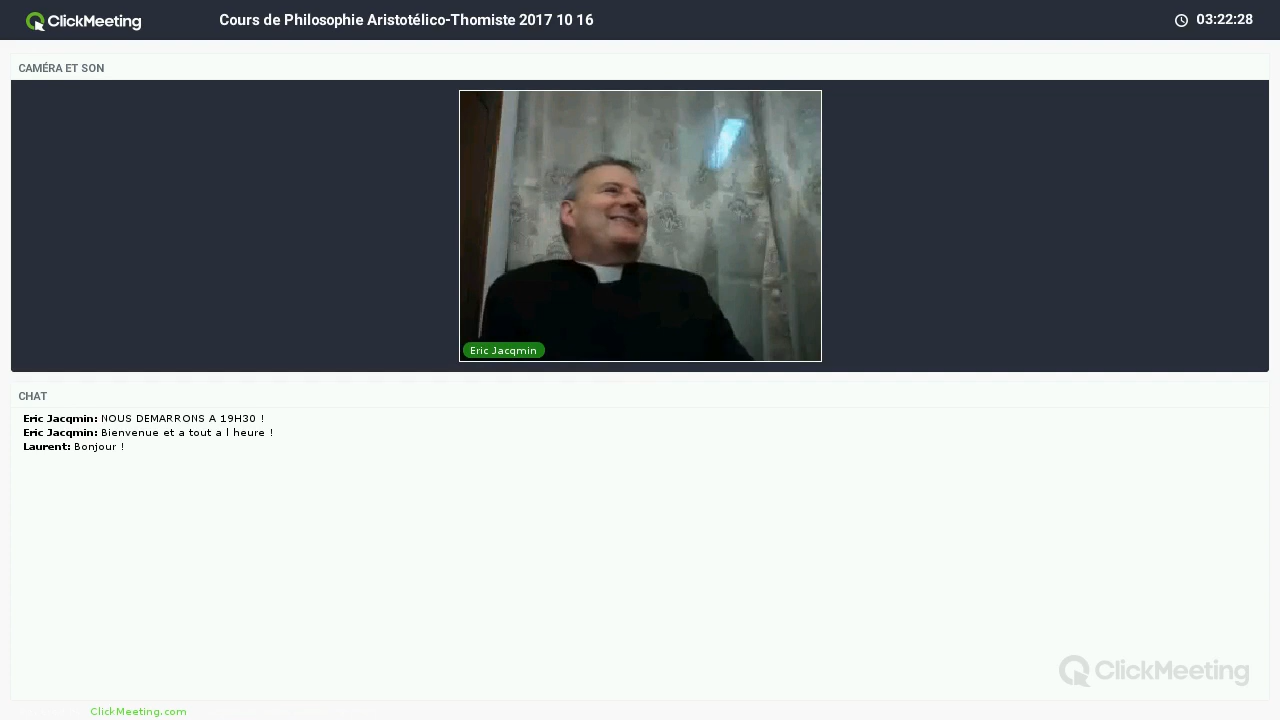 ClickMeeting
Cours de Philosophie Aristotélico-Thomiste 2017 10 16
03:22:28
CAMÉRA ET SON
Eric Jacqmin
CHAT
Eric Jacqmin: NOUS DEMARRONS A 19H30 !
Eric Jacqmin: Bienvenue et a tout a l heure !
Laurent: Bonjour !
ClickMeeting
ClickMeeting.com